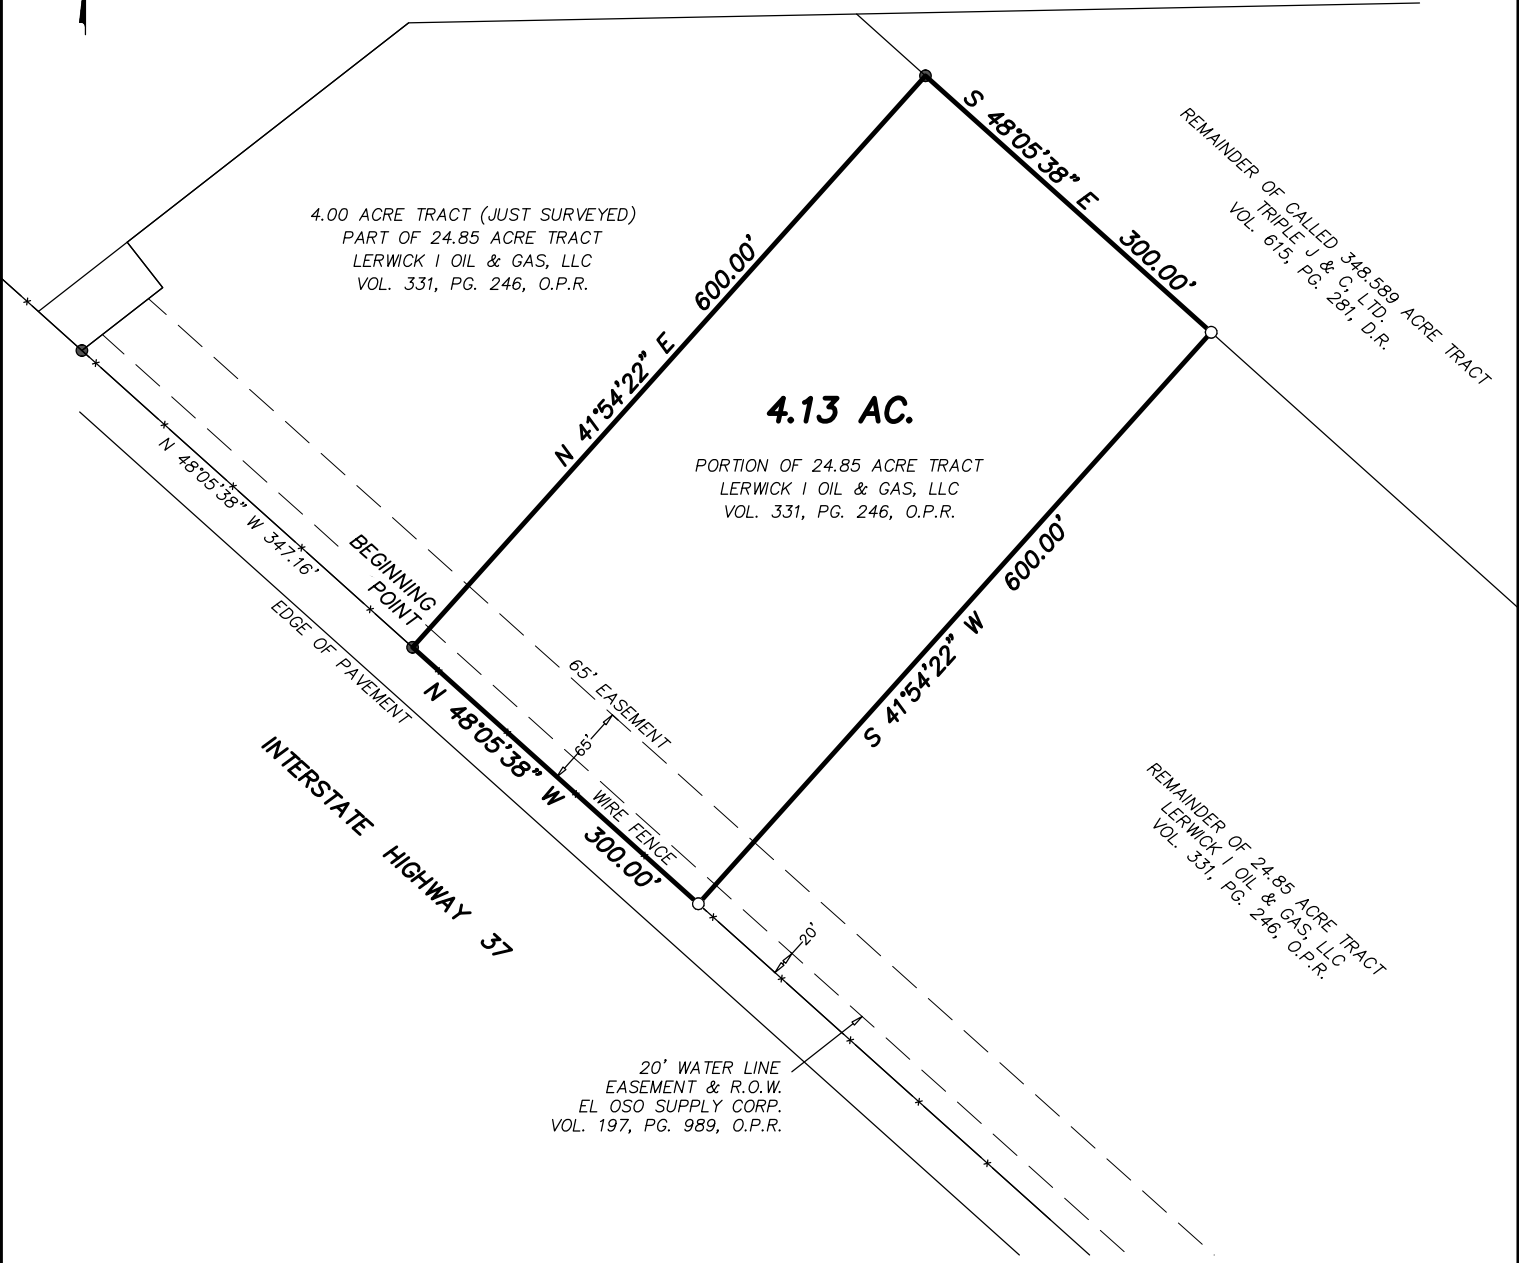 S 48°05'38" E 300.00'
REMAINDER OF CALLED 348.589 ACRE TRACT
TRIPLE J & C, LTD.
VOL. 615, PG. 281, D.R.
4.00 ACRE TRACT (JUST SURVEYED)
PART OF 24.85 ACRE TRACT
LERWICK I OIL & GAS, LLC
VOL. 331, PG. 246, O.P.R.
N 41°54'22" E 600.00'
4.13 AC.
PORTION OF 24.85 ACRE TRACT
LERWICK I OIL & GAS, LLC
VOL. 331, PG. 246, O.P.R.
N 48°05'38" W 347.16'
BEGINNING
POINT
EDGE OF PAVEMENT
S 41°54'22" W 600.00'
65' EASEMENT
65'
N 48°05'38" W 300.00'
WIRE FENCE
INTERSTATE HIGHWAY 37
REMAINDER OF 24.85 ACRE TRACT
LERWICK I OIL & GAS, LLC
VOL. 331, PG. 246, O.P.R.
20'
20' WATER LINE
EASEMENT & R.O.W.
EL OSO SUPPLY CORP.
VOL. 197, PG. 989, O.P.R.